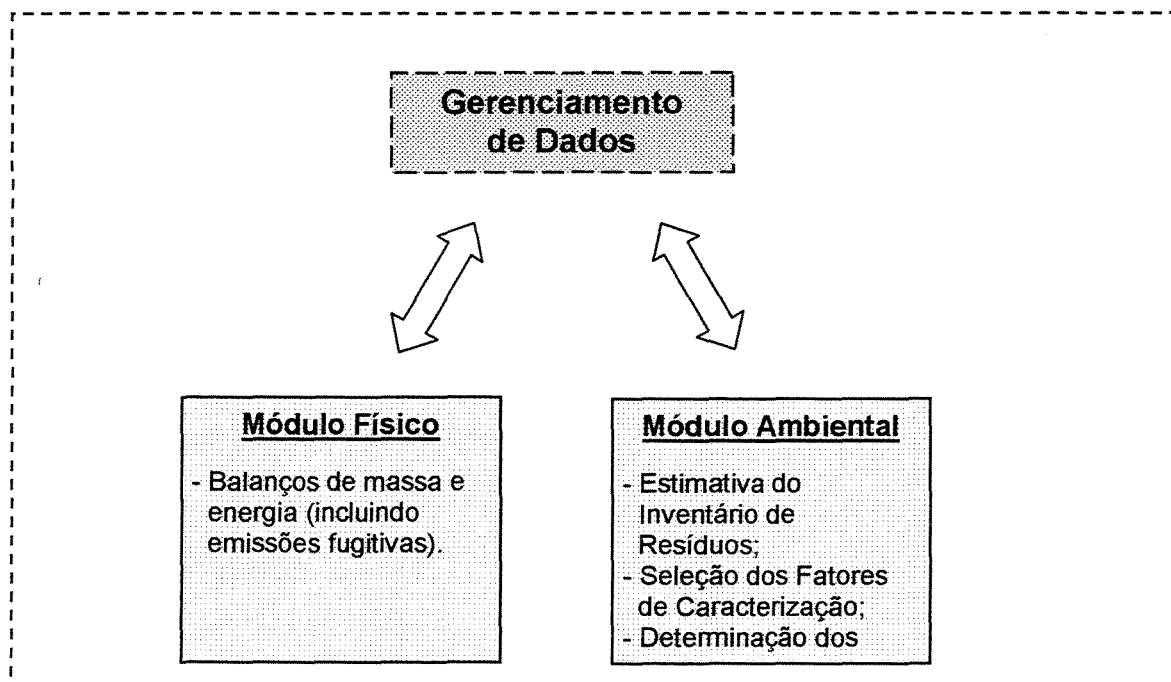 Gerenciamento
de Dados
Módulo Físico
- Balanços de massa e
energia (incluindo
emissões fugitivas).
Módulo Ambiental
- Estimativa do
Inventário de
Resíduos;
- Seleção dos Fatores
de Caracterização;
- Determinação dos